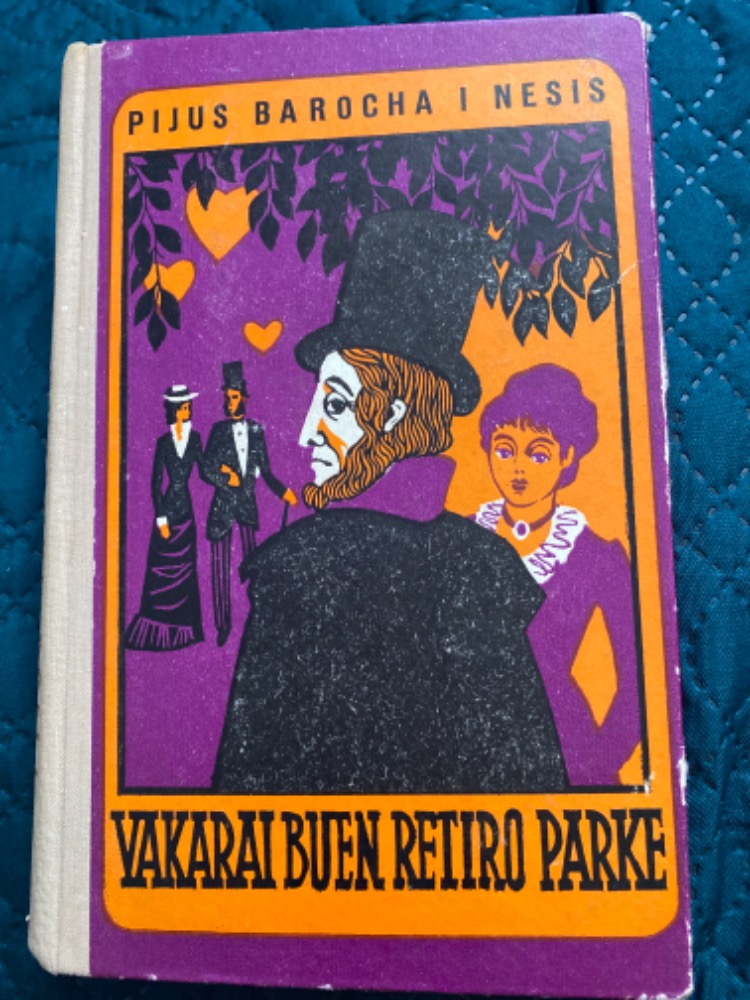 PIJUS BAROCHA I NESIS
VAKARAI BUEN RETIRO PARKE